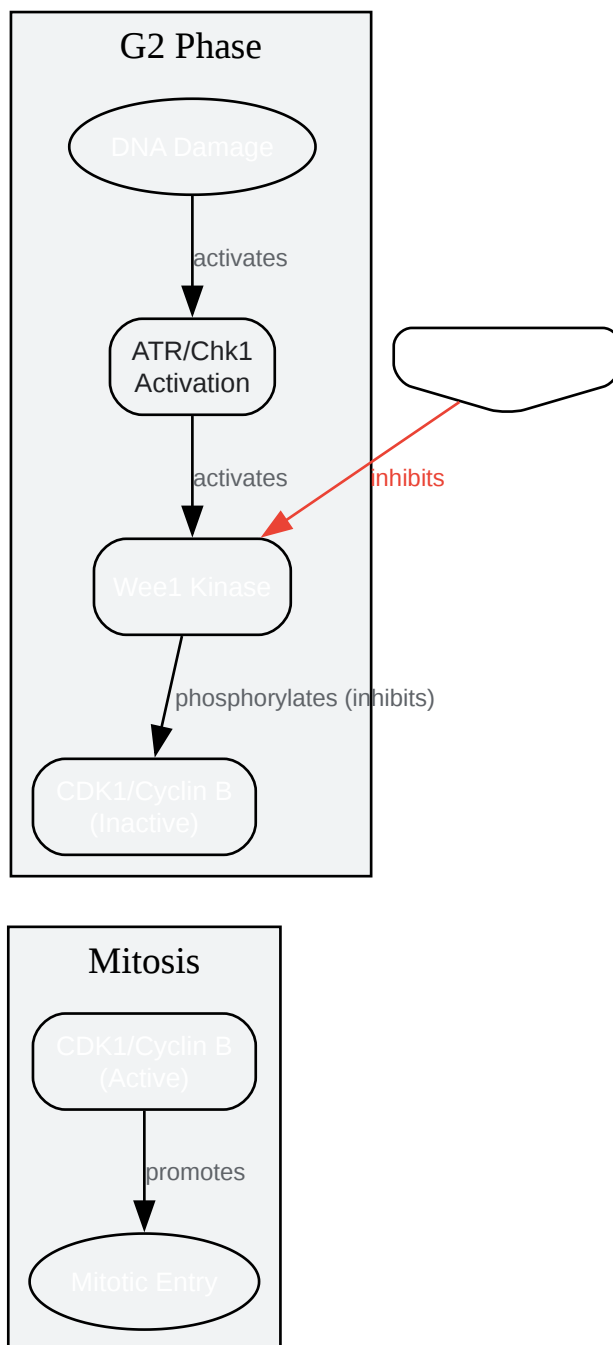 G2 Phase
DNA Damage
activates
ATR/Chk1
Activation
activates
inhibits
Wee1 Kinase
phosphorylates (inhibits)
CDK1/Cyclin B
(Inactive)
Mitosis
CDK1/Cyclin B
(Active)
promotes
Mitotic Entry